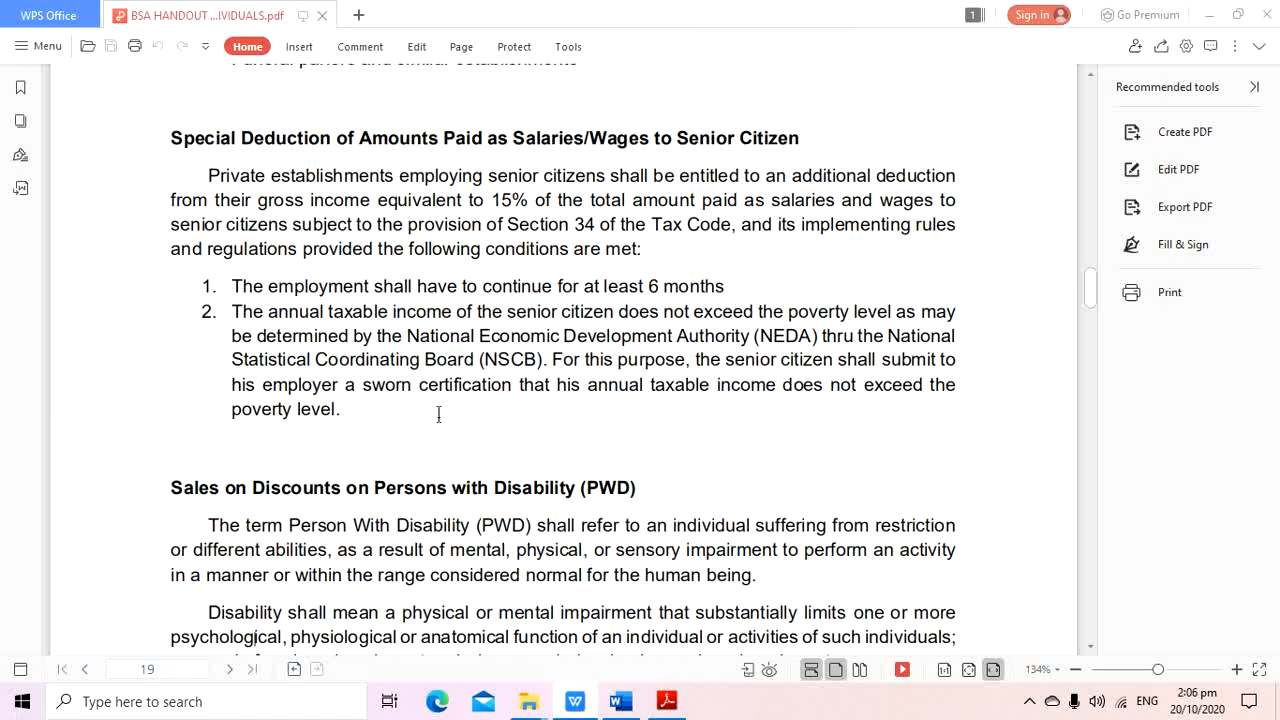 WPS Office
BSA HANDOUT ...IVIDUALS.pdf
1
Sign in
Go Premium
Menu
Home
Insert
Comment
Edit
Page
Protect
Tools
Recommended tools
Create PDF
Edit PDF
Export PDF
Fill & Sign
Print
Funeral parlors and similar establishments
Special Deduction of Amounts Paid as Salaries/Wages to Senior Citizen
Private establishments employing senior citizens shall be entitled to an additional deduction
from their gross income equivalent to 15% of the total amount paid as salaries and wages to
senior citizens subject to the provision of Section 34 of the Tax Code, and its implementing rules
and regulations provided the following conditions are met:
1. The employment shall have to continue for at least 6 months
2. The annual taxable income of the senior citizen does not exceed the poverty level as may
be determined by the National Economic Development Authority (NEDA) thru the National
Statistical Coordinating Board (NSCB). For this purpose, the senior citizen shall submit to
his employer a sworn certification that his annual taxable income does not exceed the
poverty level.
Sales on Discounts on Persons with Disability (PWD)
The term Person With Disability (PWD) shall refer to an individual suffering from restriction
or different abilities, as a result of mental, physical, or sensory impairment to perform an activity
in a manner or within the range considered normal for the human being.
Disability shall mean a physical or mental impairment that substantially limits one or more
psychological, physiological or anatomical function of an individual or activities of such individuals;
19
134%
Type here to search
ENG
2:06 pm
20/10/2020